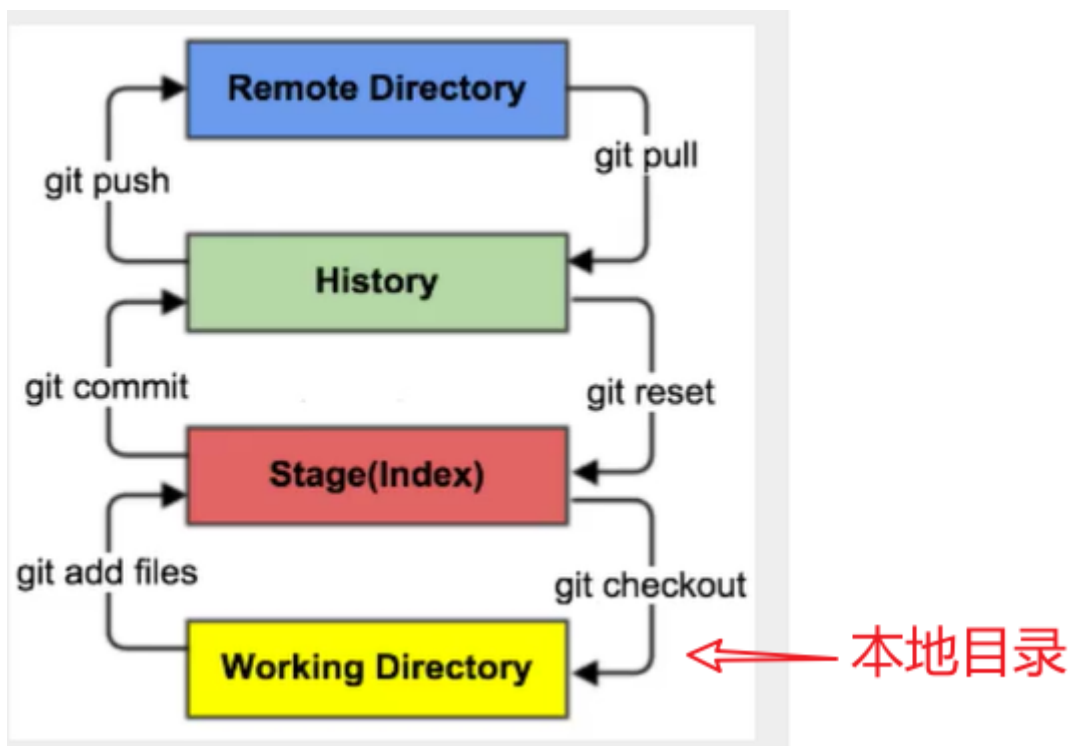 Remote Directory
git push
git pull
History
git commit
git reset
Stage(Index)
git add files
git checkout
Working Directory
本地目录